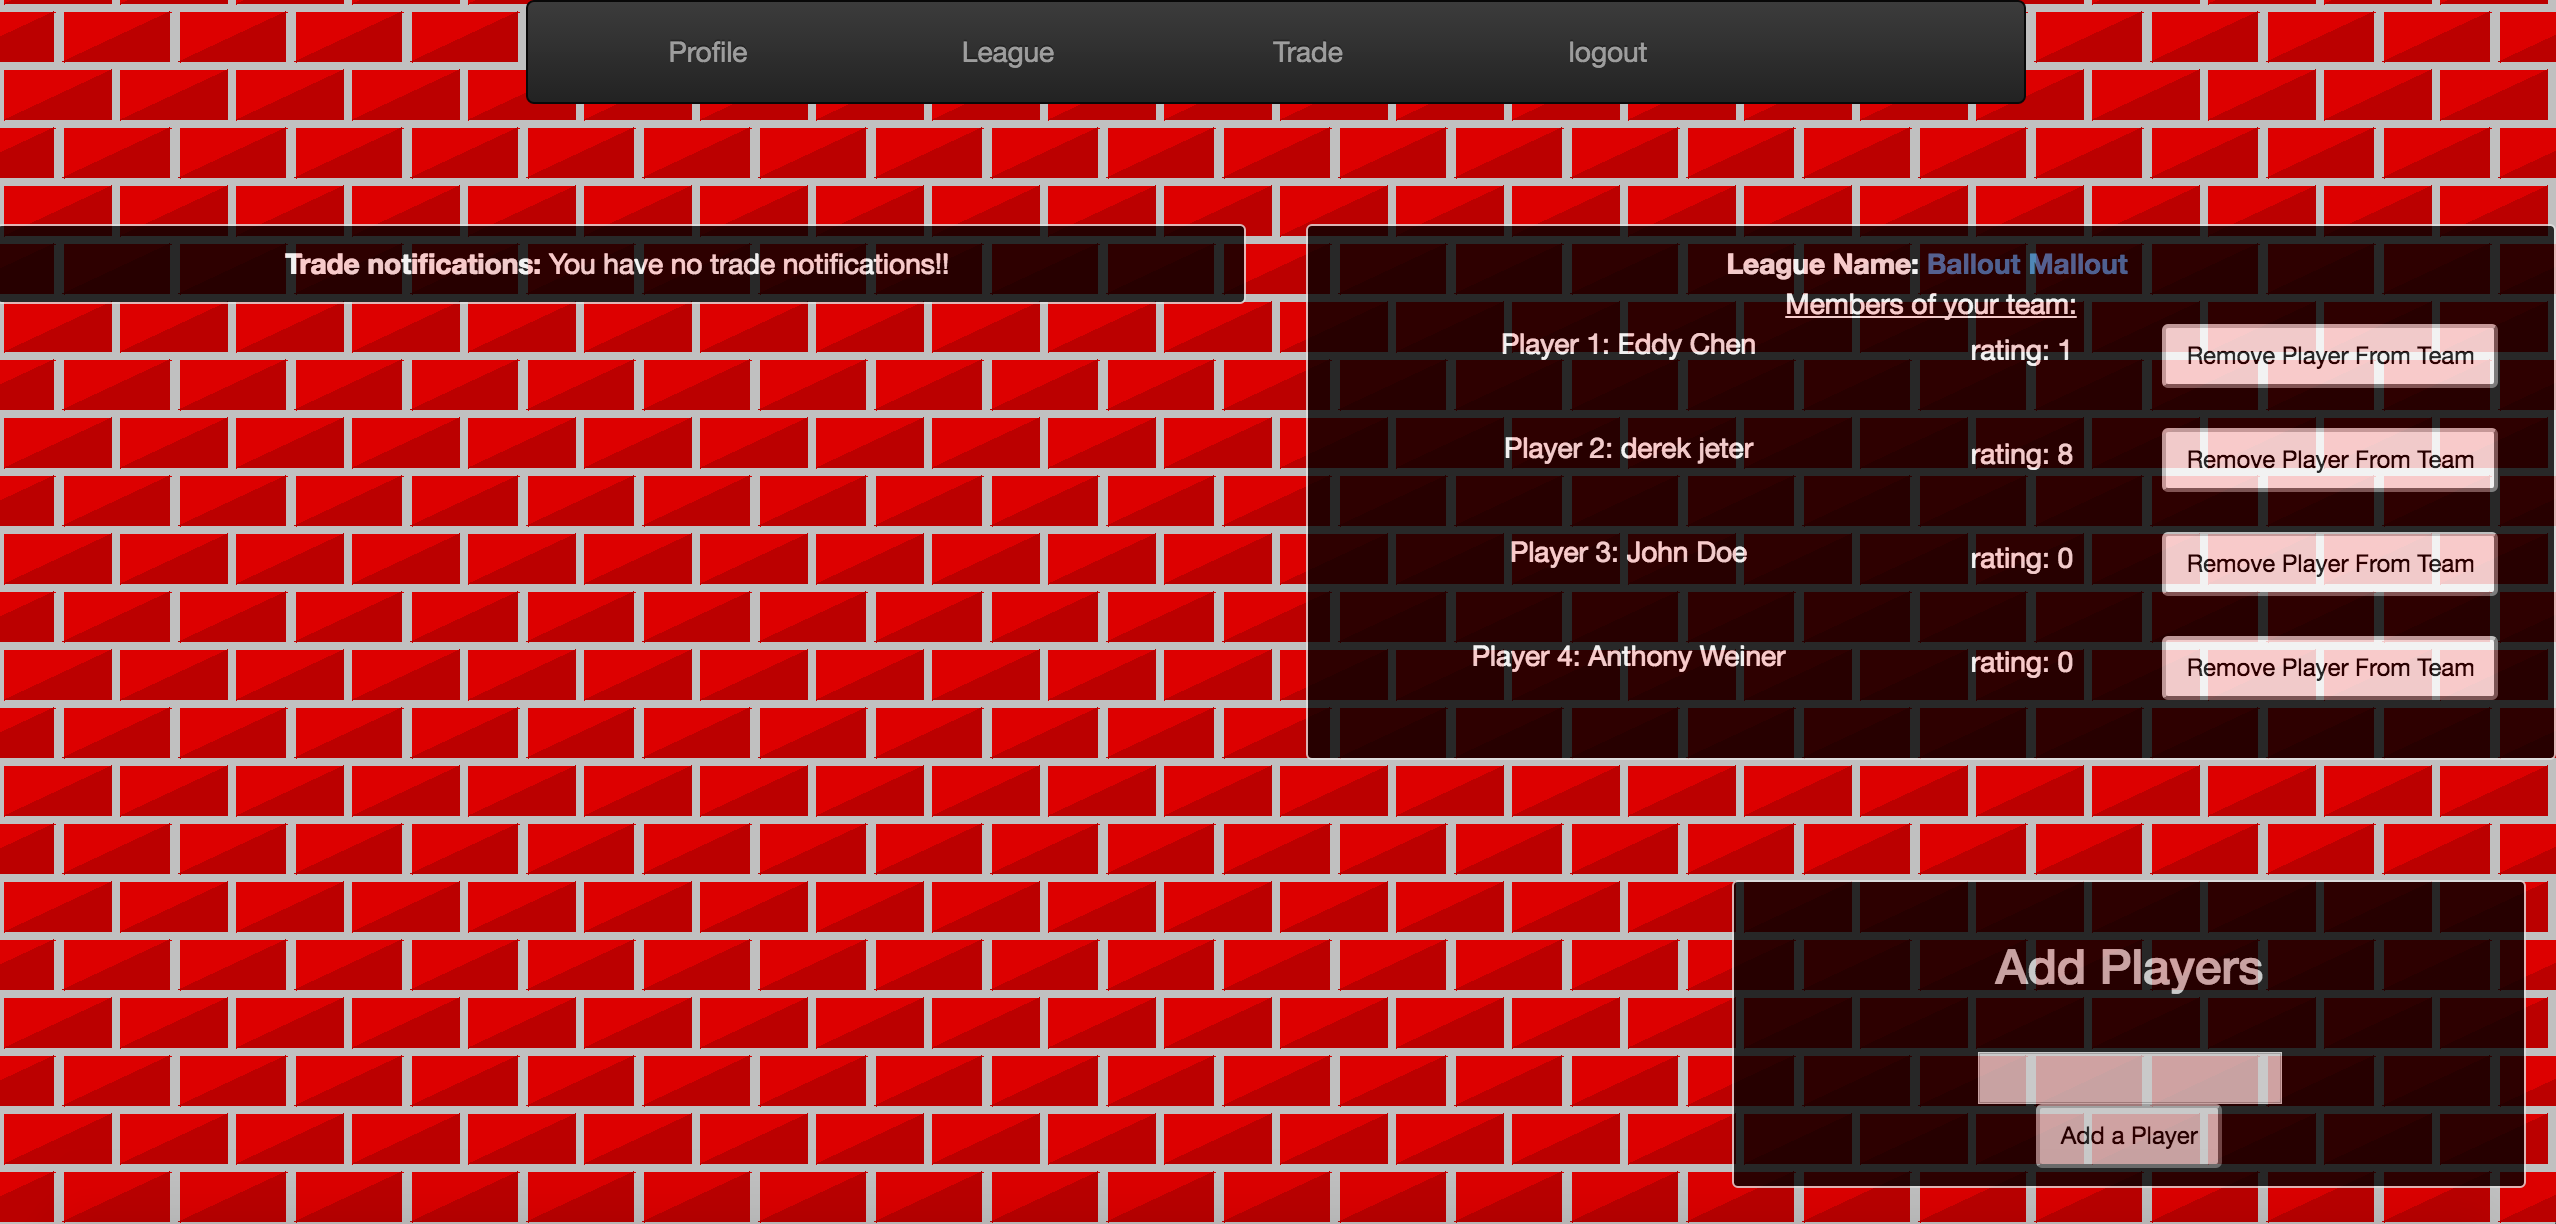 Profile League Trade logout
Trade notifications: You have no trade notifications!!
League Name: Ballout Mallout
Members of your team:
Player 1: Eddy Chen rating: 1 Remove Player From Team
Player 2: derek jeter rating: 8 Remove Player From Team
Player 3: John Doe rating: 0 Remove Player From Team
Player 4: Anthony Weiner rating: 0 Remove Player From Team
Add Players
Add a Player